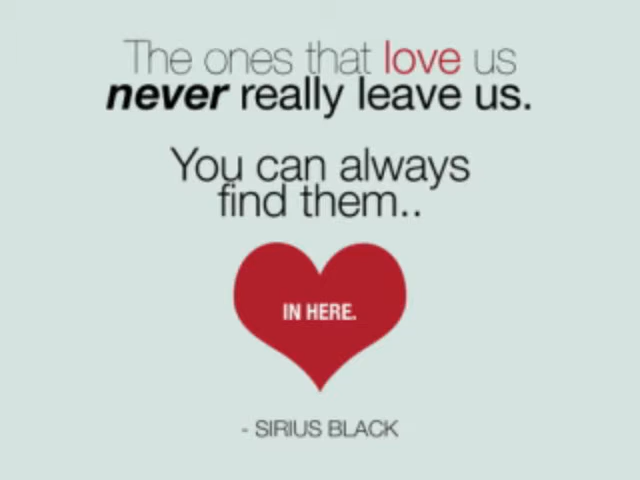 The ones that love us
never really leave us.
You can always
find them..
IN HERE.
- SIRIUS BLACK